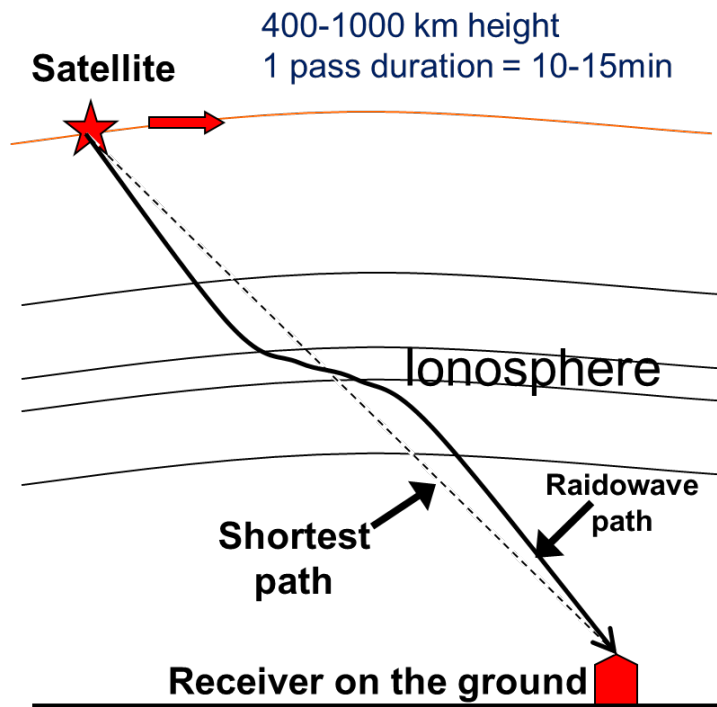 400-1000 km height
1 pass duration = 10-15min
Satellite
Ionosphere
Raidowave
path
Shortest
path
Receiver on the ground